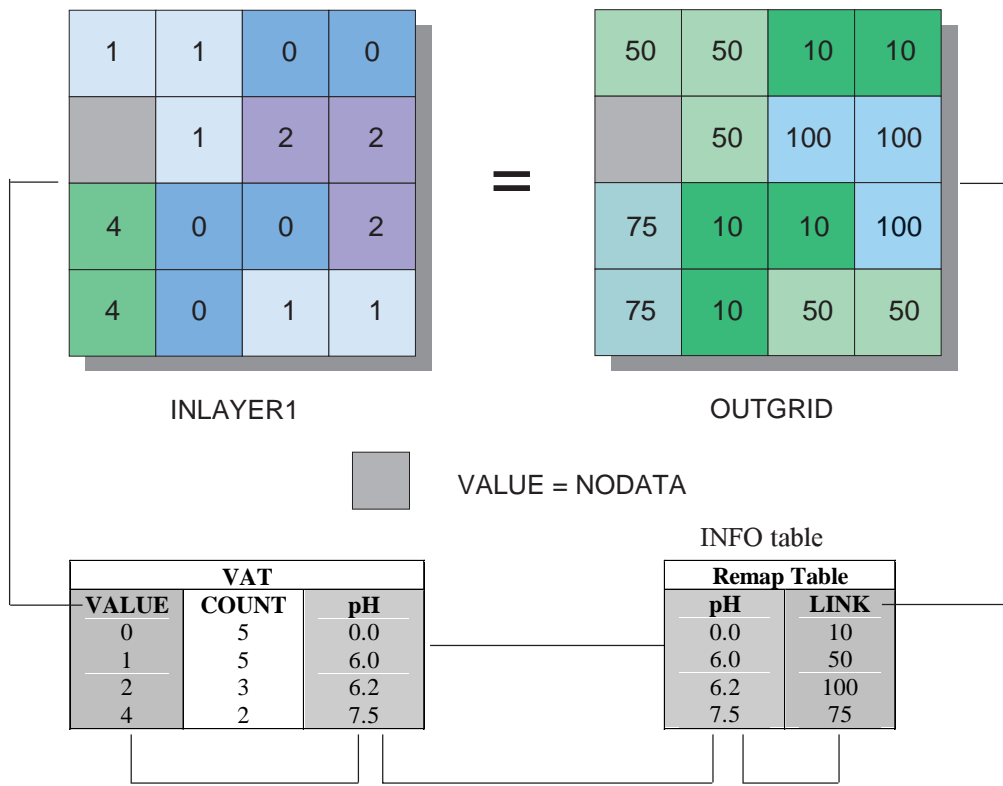 1 1 0 0
1 2 2
4 0 0 2
4 0 1 1
INLAYER1
=
50 50 10 10
50 100 100
75 10 10 100
75 10 50 50
OUTGRID
VALUE = NODATA
VAT
VALUE COUNT pH
0 5 0.0
1 5 6.0
2 3 6.2
4 2 7.5
INFO table
Remap Table
pH LINK
0.0 10
6.0 50
6.2 100
7.5 75